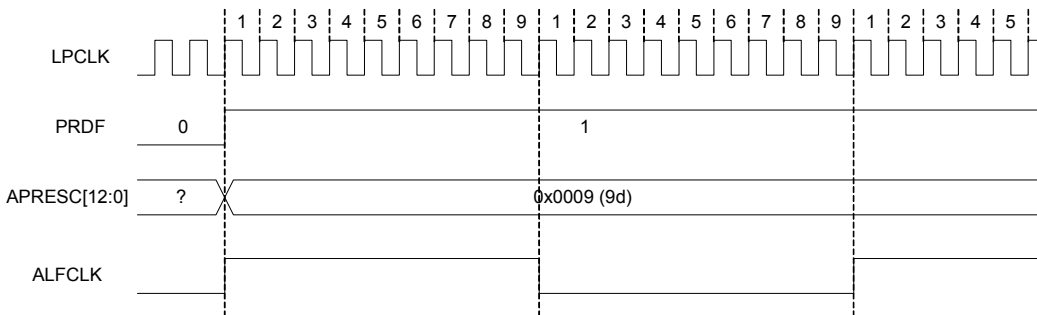 1 2 3 4 5 6 7 8 9 1 2 3 4 5 6 7 8 9 1 2 3 4 5
LPCLK
PRDF 0 1
APRESC[12:0] ? 0x0009 (9d)
ALFCLK